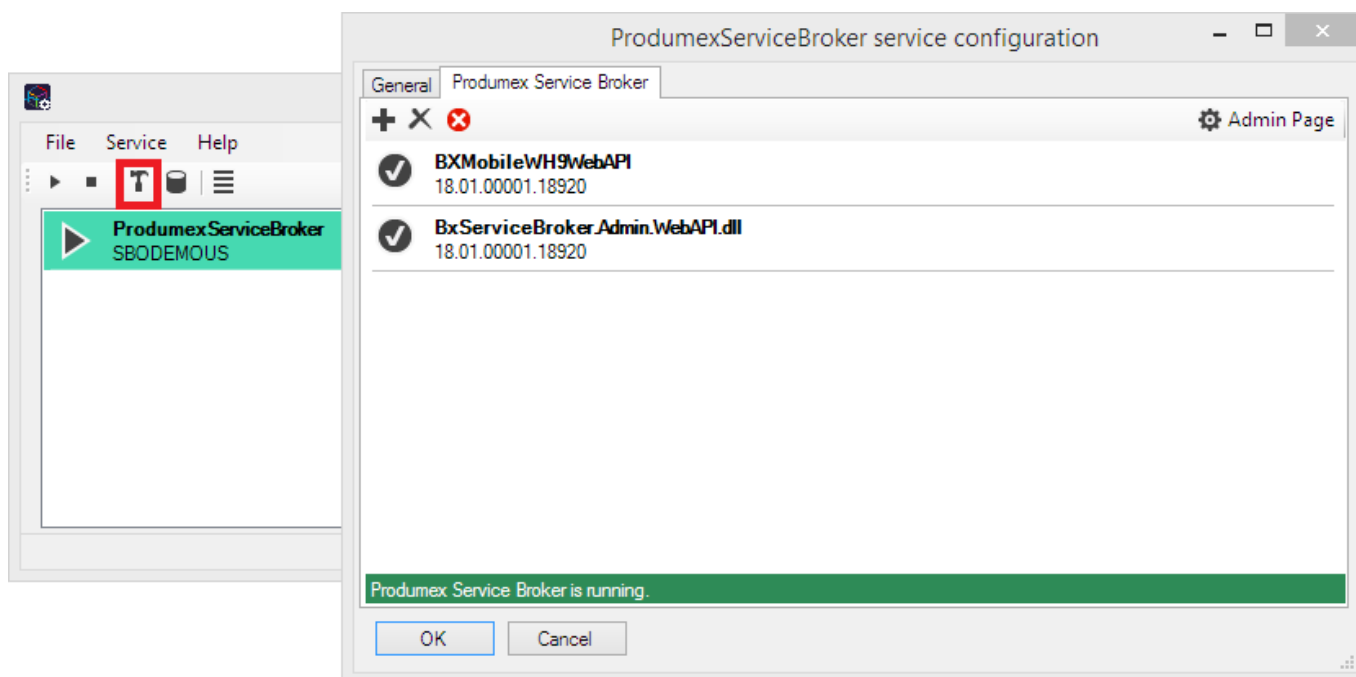 File Service Help
ProdumexServiceBroker
SBODEMOUS
ProdumexServiceBroker service configuration
General Produmex Service Broker
Admin Page
BXMobileWH9WebAPI
18.01.00001.18920
BxServiceBroker.Admin.WebAPI.dll
18.01.00001.18920
Produmex Service Broker is running.
OK Cancel